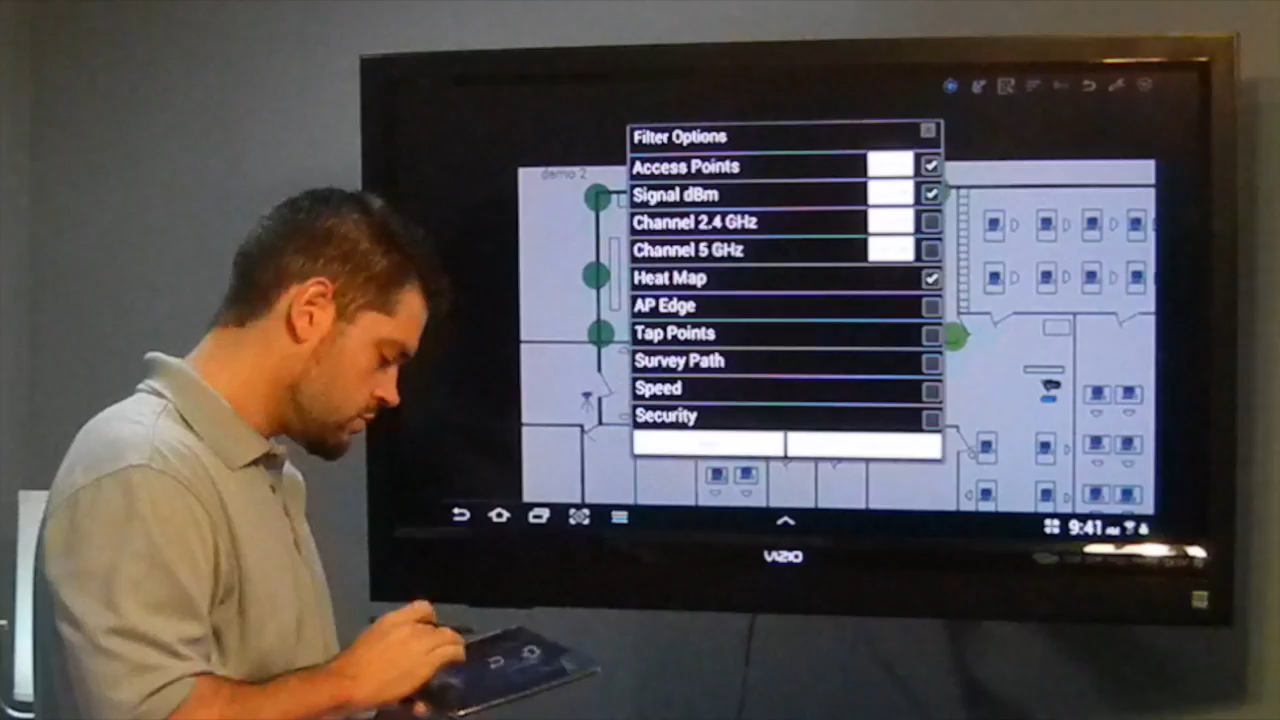 Filter Options
demo 2
Access Points
Signal dBm
Channel 2.4 GHz
Channel 5 GHz
Heat Map
AP Edge
Tap Points
Survey Path
Speed
Security
9:41 AM
VIZIO